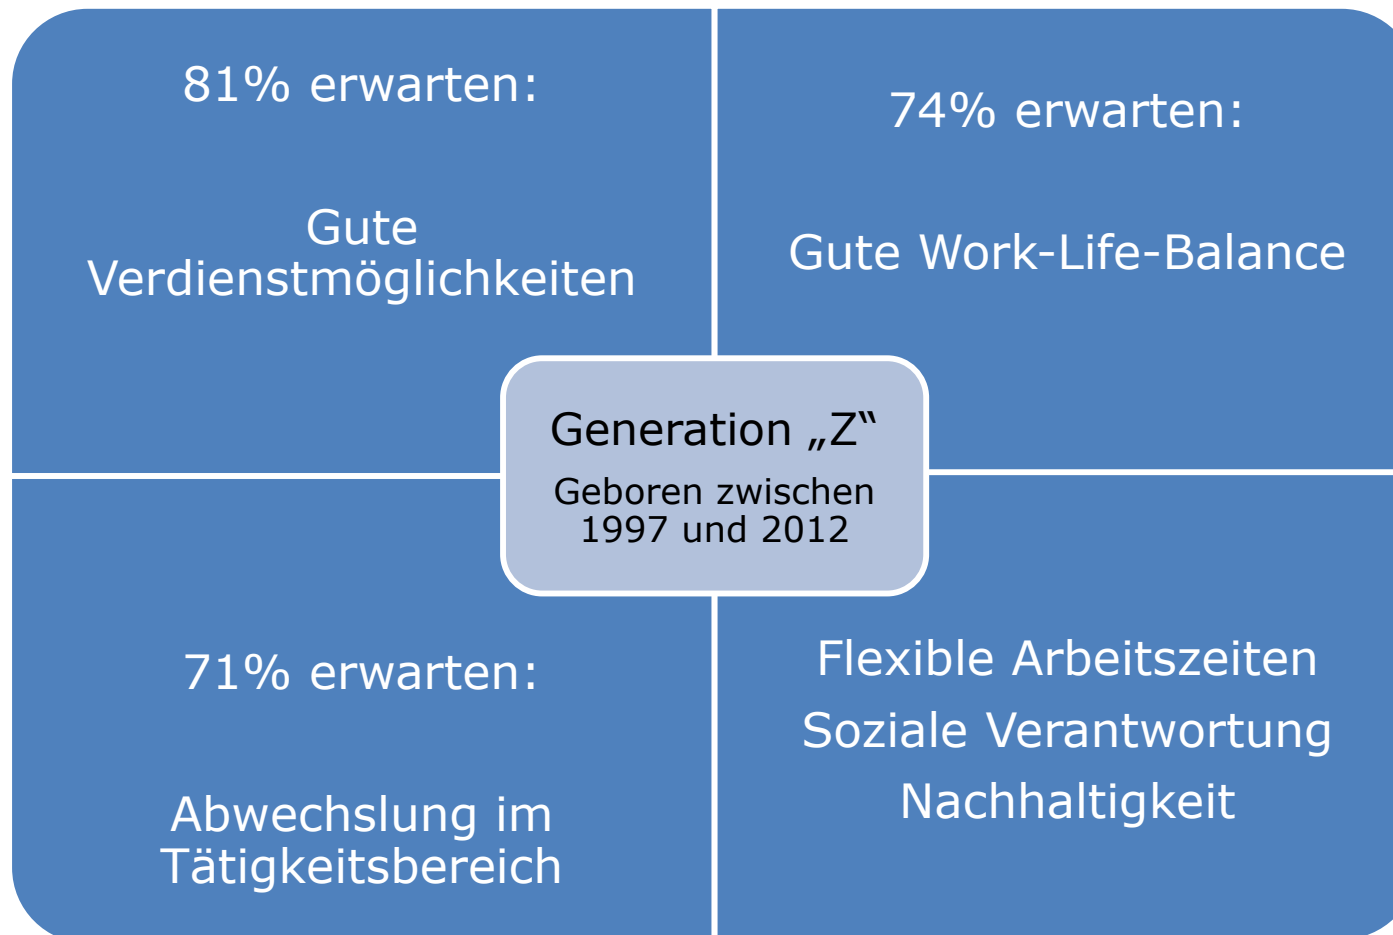 81% erwarten:
Gute
Verdienstmöglichkeiten
74% erwarten:
Gute Work-Life-Balance
Generation „Z“
Geboren zwischen
1997 und 2012
71% erwarten:
Abwechslung im
Tätigkeitsbereich
Flexible Arbeitszeiten
Soziale Verantwortung
Nachhaltigkeit